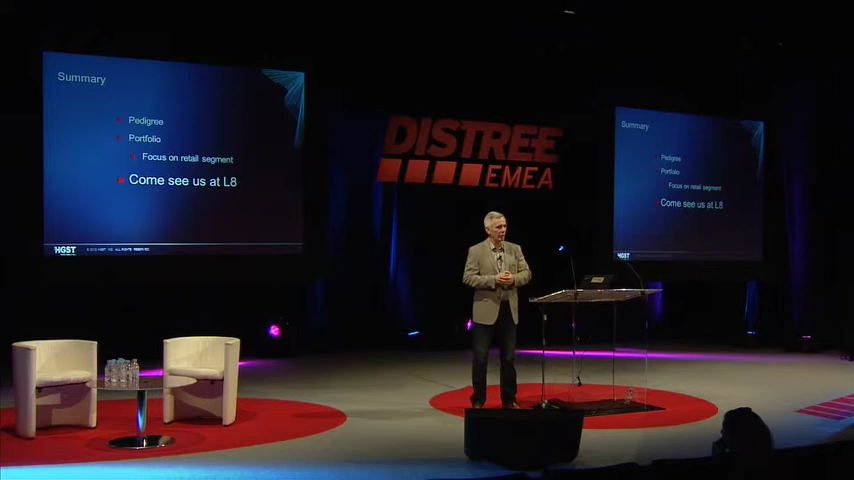 Summary
Pedigree
Portfolio
Focus on retail segment
Come see us at L8
HGST
DISTREE
EMEA
Summary
Pedigree
Portfolio
Focus on retail segment
Come see us at L8
HGST